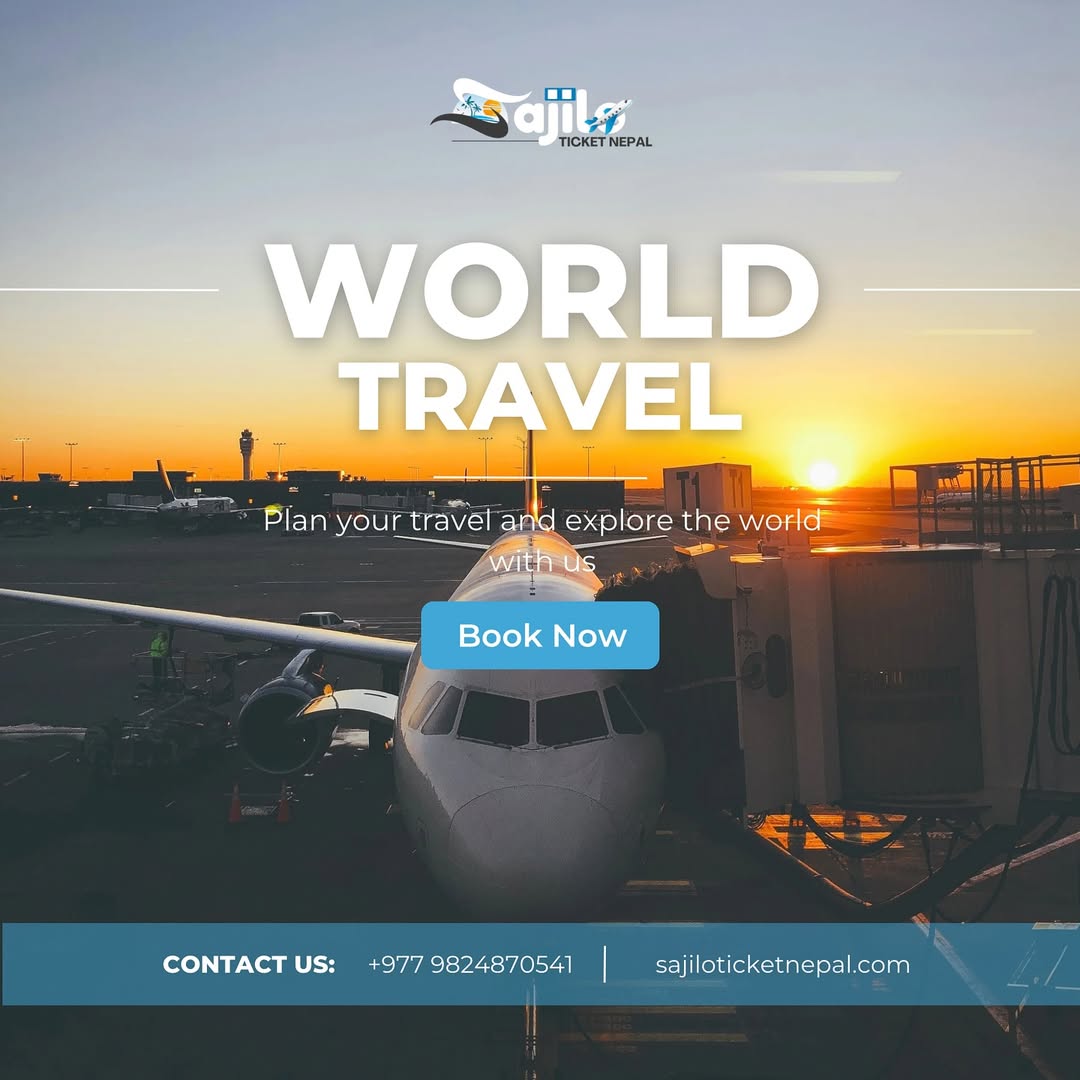 Sajilo
TICKET NEPAL
WORLD
TRAVEL
Plan your travel and explore the world
with us
Book Now
CONTACT US: +977 9824870541 | sajiloticketnepal.com